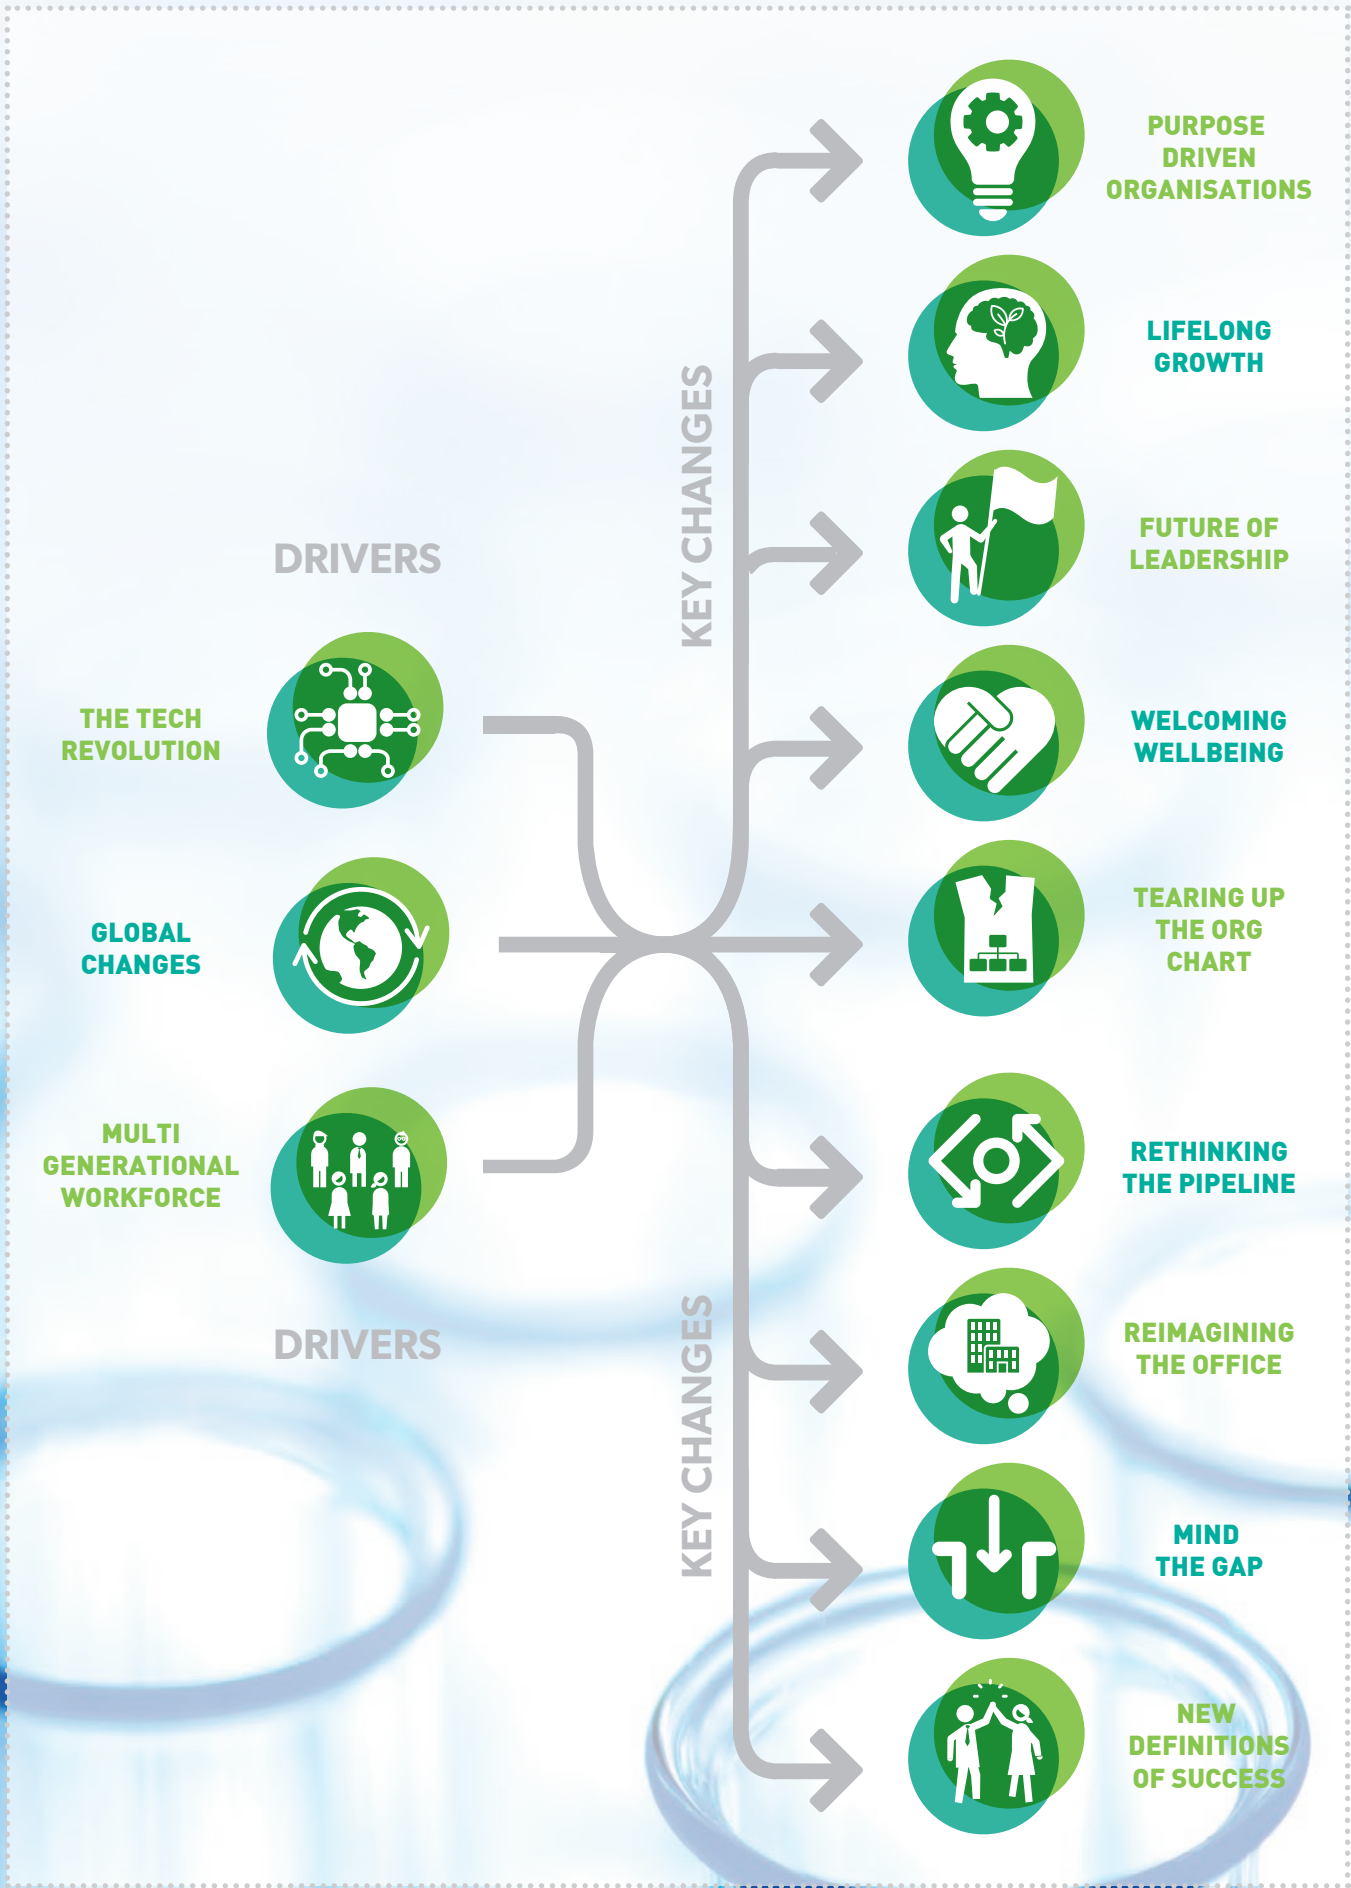 DRIVERS
THE TECH
REVOLUTION
GLOBAL
CHANGES
MULTI
GENERATIONAL
WORKFORCE
DRIVERS
KEY CHANGES
KEY CHANGES
PURPOSE
DRIVEN
ORGANISATIONS
LIFELONG
GROWTH
FUTURE OF
LEADERSHIP
WELCOMING
WELLBEING
TEARING UP
THE ORG
CHART
RETHINKING
THE PIPELINE
REIMAGINING
THE OFFICE
MIND
THE GAP
NEW
DEFINITIONS
OF SUCCESS